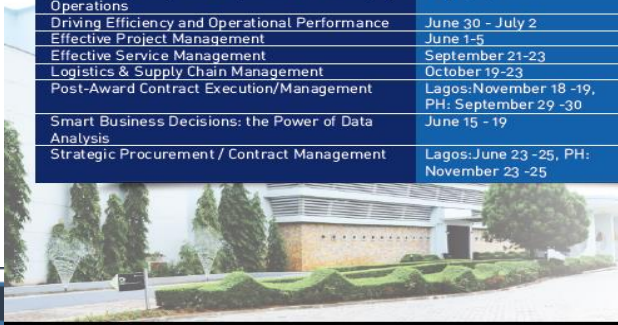 Operations
Driving Efficiency and Operational Performance June 30 - July 2
Effective Project Management June 1-5
Effective Service Management September 21-23
Logistics & Supply Chain Management October 19-23
Post-Award Contract Execution/Management Lagos:November 18 -19,
PH: September 29 -30
Smart Business Decisions: the Power of Data June 15 - 19
Analysis
Strategic Procurement / Contract Management Lagos:June 23 -25, PH:
November 23 -25